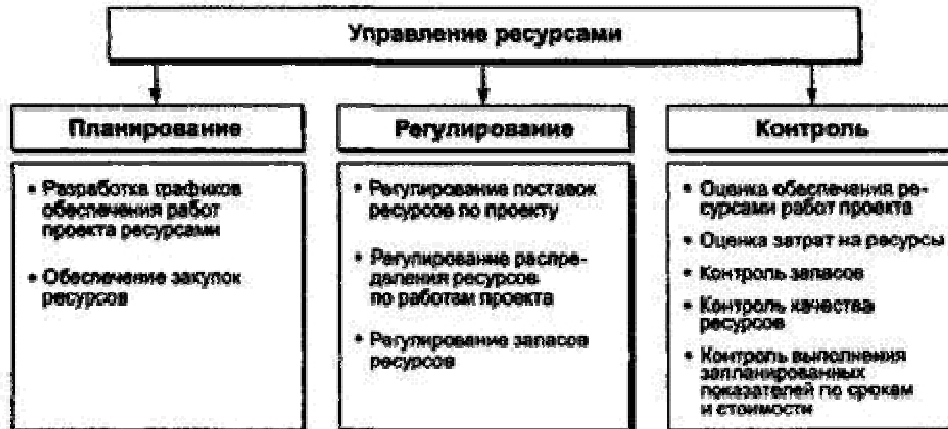 Управление ресурсами
Планирование
• Разработка графиков
обеспечения работ
проекта ресурсами
• Обеспечение закупок
ресурсов
Регулирование
• Регулирование поставок
ресурсов по проекту
• Регулирование распре-
деления ресурсов
по работам проекта
• Регулирование запасов
ресурсов
Контроль
• Оценка обеспечения ре-
сурсами работ проекта
• Оценка затрат на ресурсы
• Контроль запасов
• Контроль качества
ресурсов
• Контроль выполнения
запланированных
показателей по срокам
и стоимости